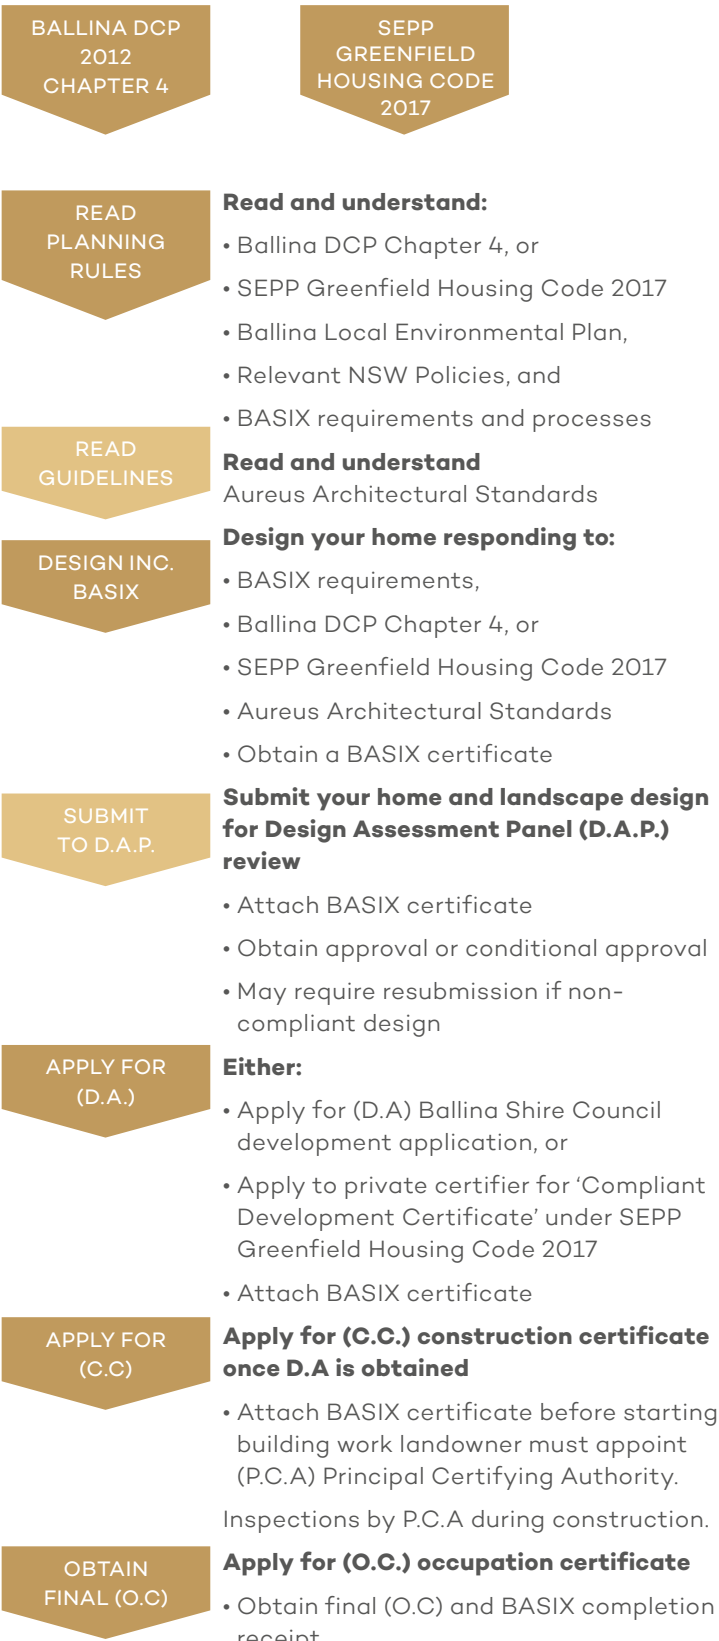 BALLINA DCP
2012
CHAPTER 4
SEPP
GREENFIELD
HOUSING CODE
2017
READ
PLANNING
RULES
Read and understand:
• Ballina DCP Chapter 4, or
• SEPP Greenfield Housing Code 2017
• Ballina Local Environmental Plan,
• Relevant NSW Policies, and
• BASIX requirements and processes
READ
GUIDELINES
Read and understand
Aureus Architectural Standards
DESIGN INC.
BASIX
Design your home responding to:
• BASIX requirements,
• Ballina DCP Chapter 4, or
• SEPP Greenfield Housing Code 2017
• Aureus Architectural Standards
• Obtain a BASIX certificate
SUBMIT
TO D.A.P.
Submit your home and landscape design
for Design Assessment Panel (D.A.P.)
review
• Attach BASIX certificate
• Obtain approval or conditional approval
• May require resubmission if non-
compliant design
APPLY FOR
(D.A.)
Either:
• Apply for (D.A) Ballina Shire Council
development application, or
• Apply to private certifier for ‘Compliant
Development Certificate’ under SEPP
Greenfield Housing Code 2017
• Attach BASIX certificate
APPLY FOR
(C.C)
Apply for (C.C.) construction certificate
once D.A is obtained
• Attach BASIX certificate before starting
building work landowner must appoint
(P.C.A) Principal Certifying Authority.
Inspections by P.C.A during construction.
OBTAIN
FINAL (O.C)
Apply for (O.C.) occupation certificate
• Obtain final (O.C) and BASIX completion
receipt